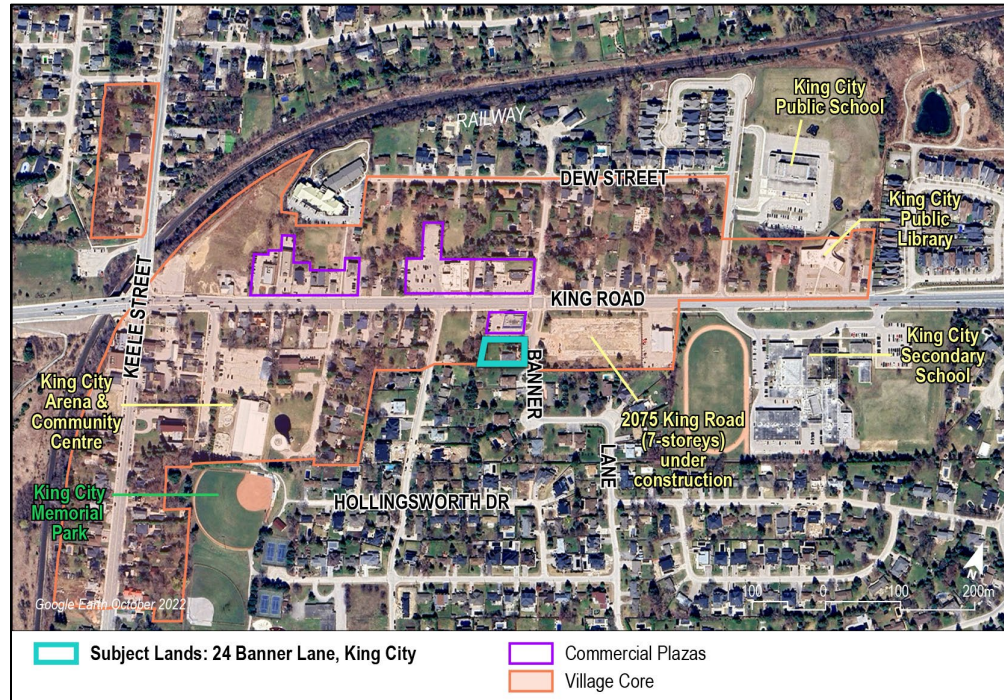 King City
Public School
RAILWAY
DEW STREET
King City
Public
Library
KING ROAD
KEELE STREET
King City
Secondary
School
King City
Arena &
Community
Centre
BANNER
LANE
2075 King Road
(7-storeys)
under
construction
King City
Memorial
Park
HOLLINGSWORTH DR
N
100 0 100 200m
Google Earth October 2022
Subject Lands: 24 Banner Lane, King City
Commercial Plazas
Village Core